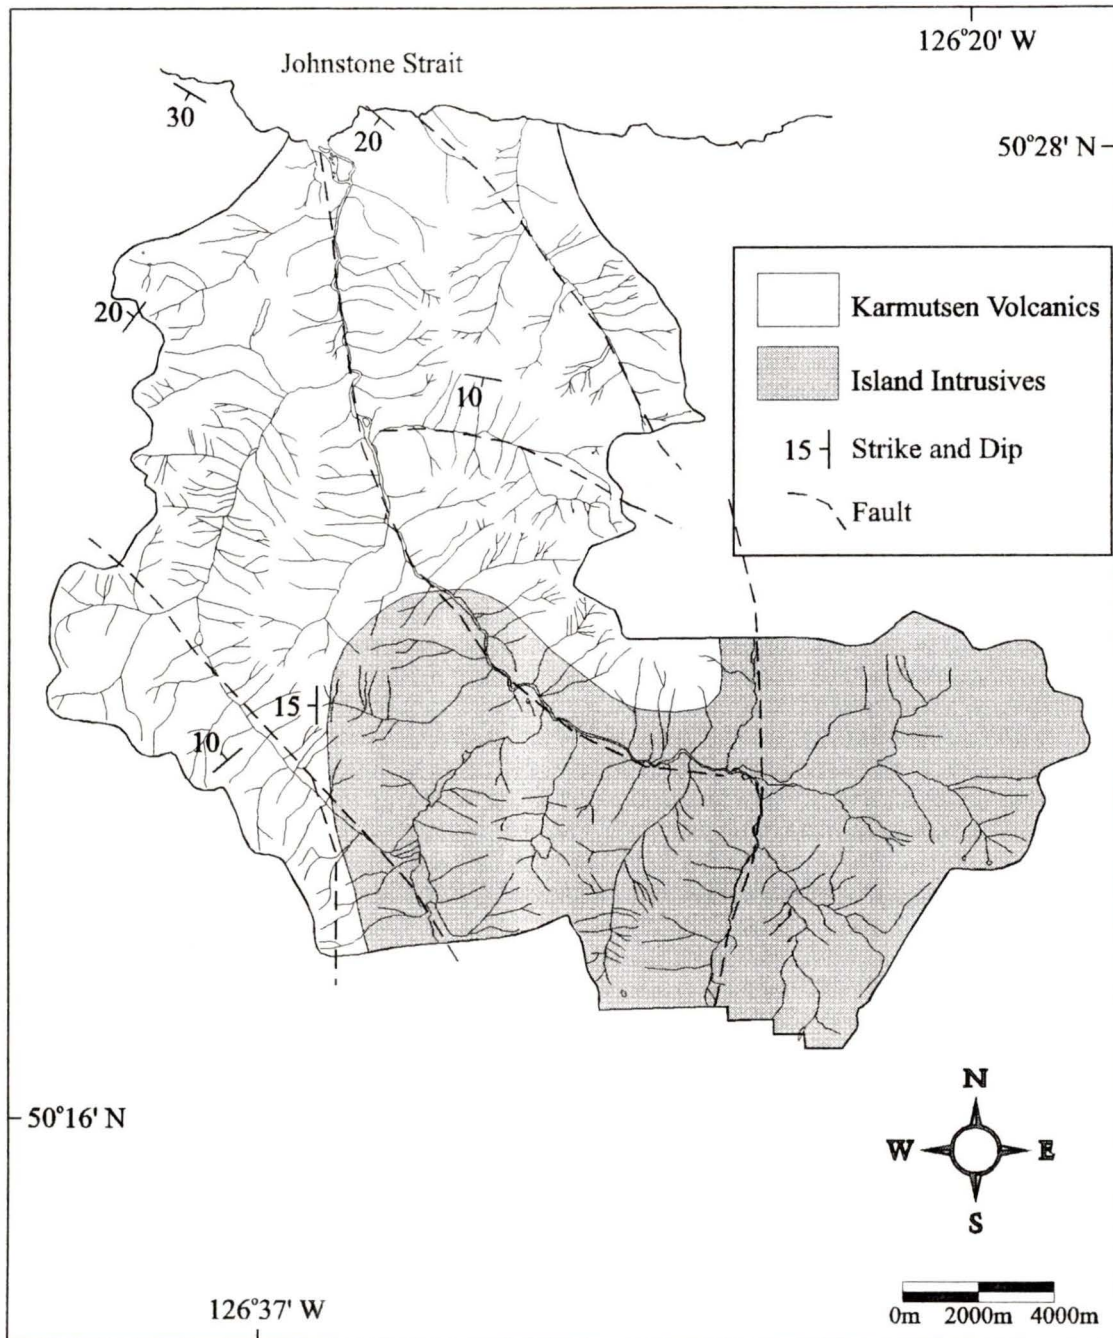 126°20' W
Johnstone Strait
30
20
50°28' N
20
Karmutsen Volcanics
Island Intrusives
15 Strike and Dip
Fault
10
15
10
50°16' N
N
W E
S
126°37' W
0m 2000m 4000m